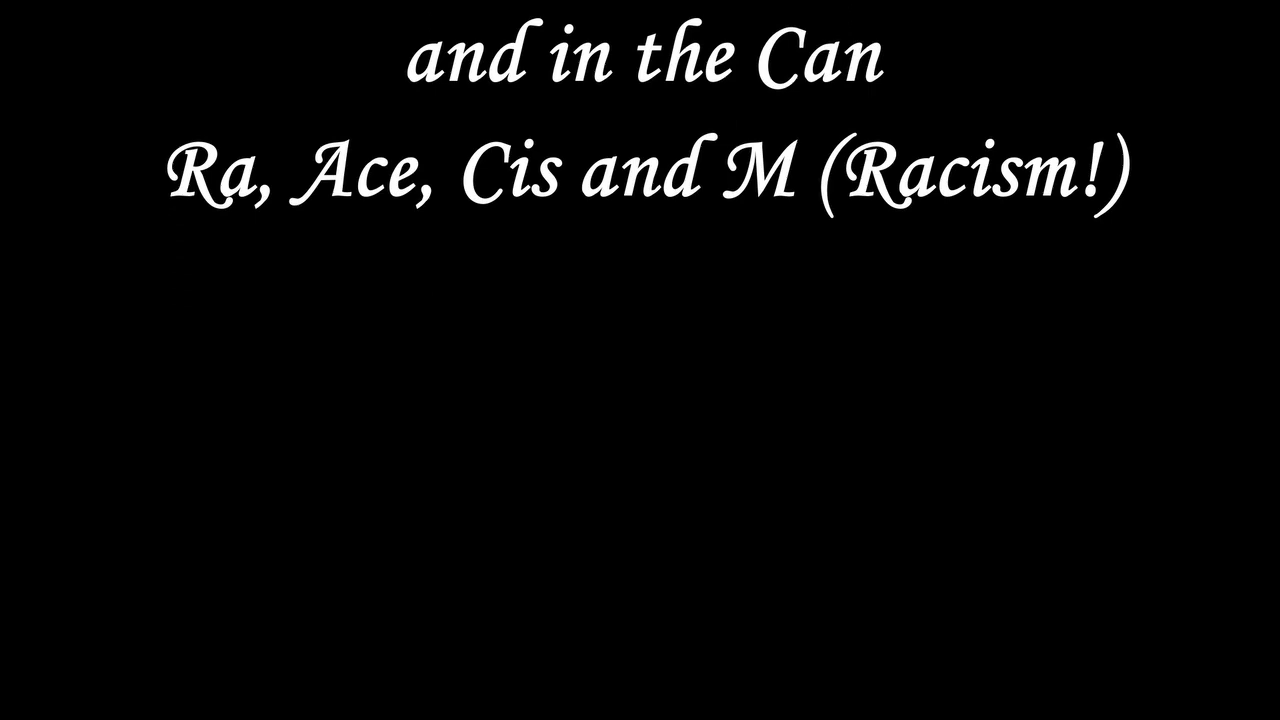 and in the Can
Ra, Ace, Cis and M (Racism!)